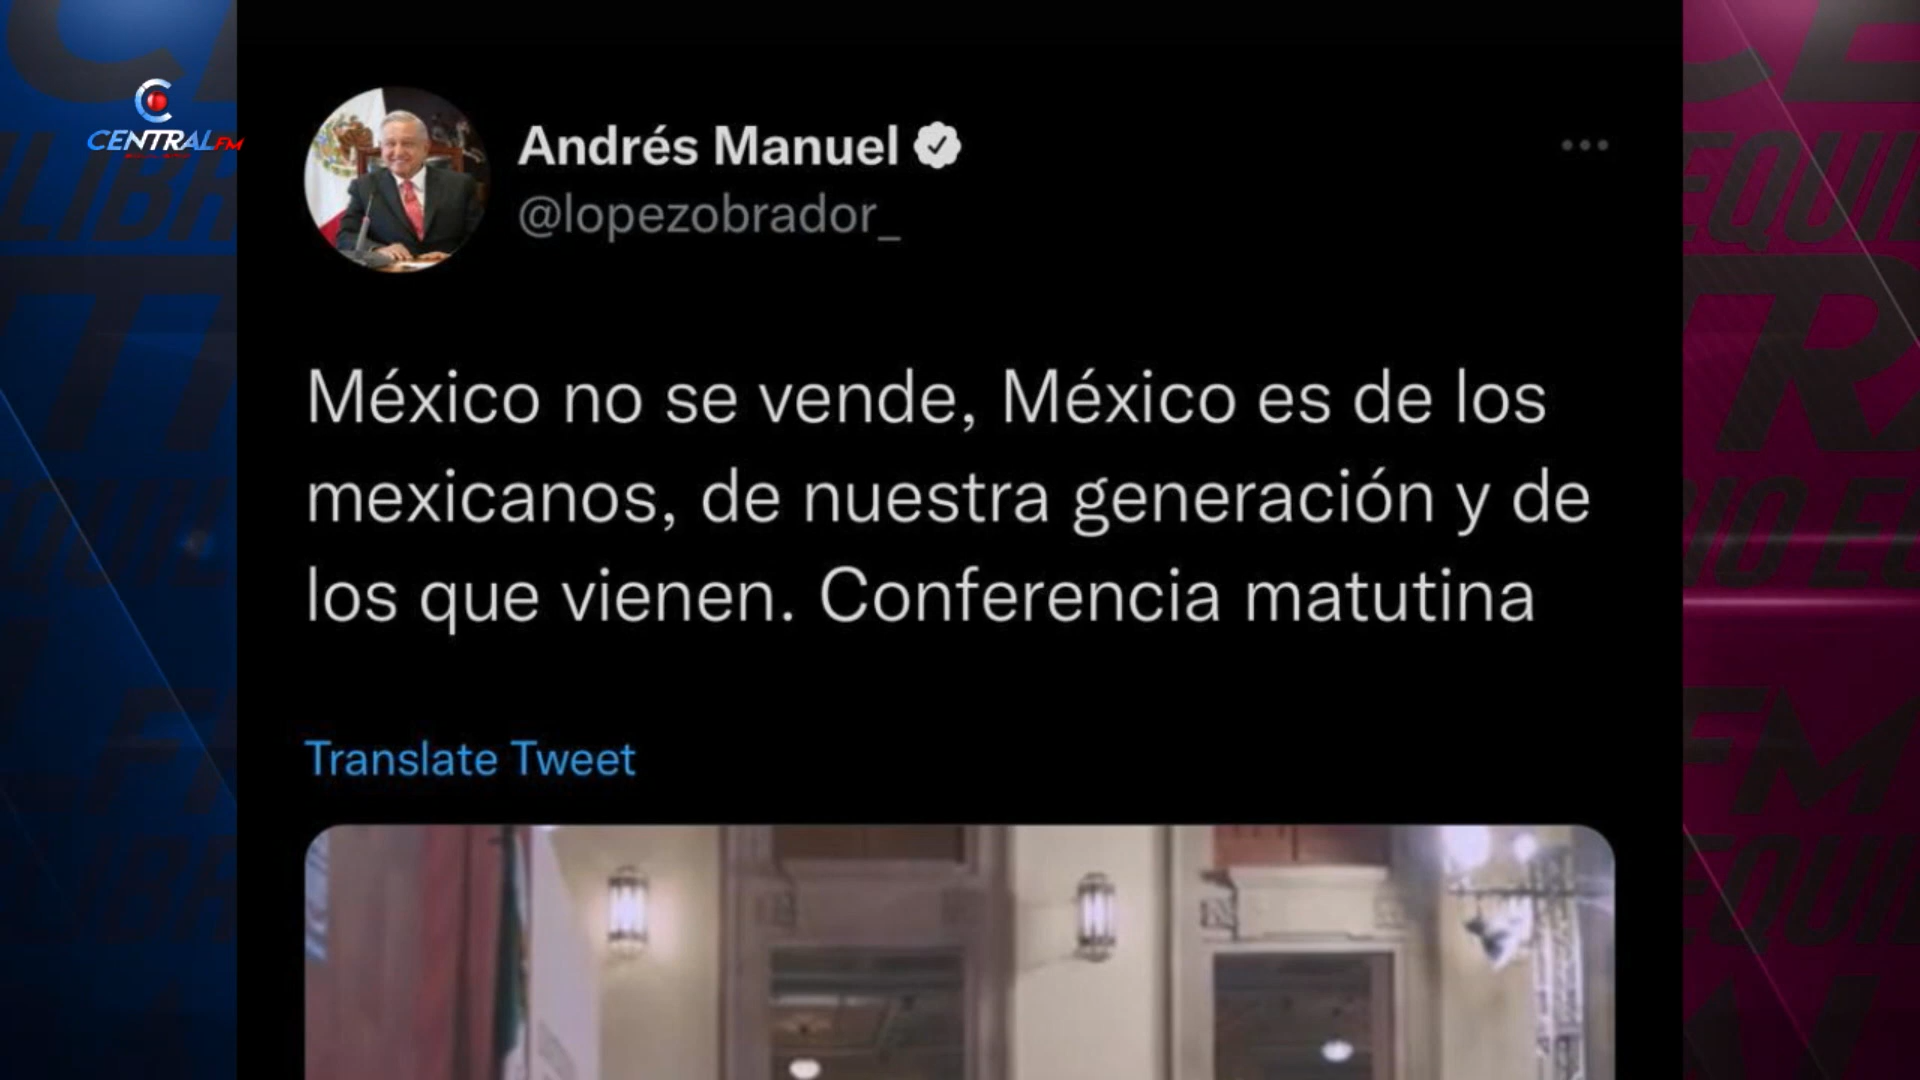 CENTRAL FM
Andrés Manuel
@lopezobrador_
México no se vende, México es de los
mexicanos, de nuestra generación y de
los que vienen. Conferencia matutina
Translate Tweet